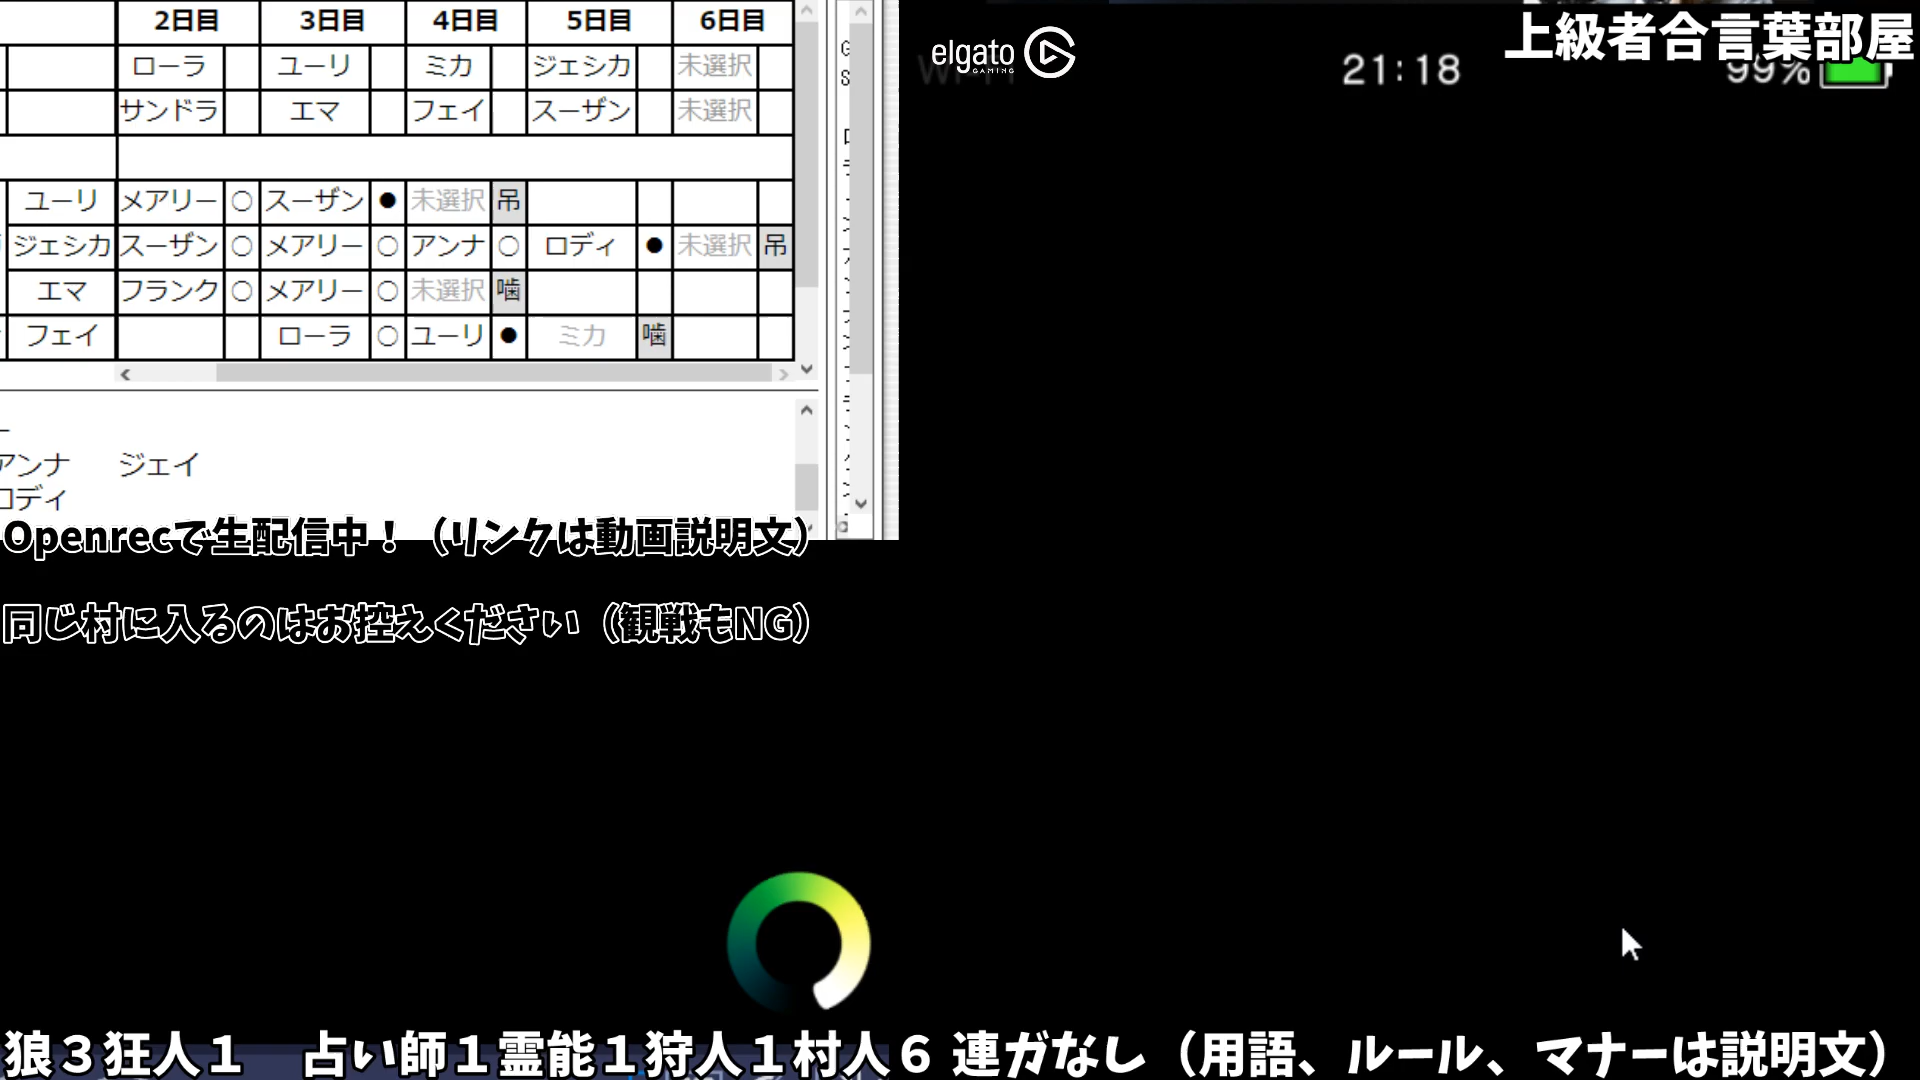 2日目 3日目 4日目 5日目 6日目
ローラ ユーリ ミカ ジェシカ 未選択
サンドラ エマ フェイ スーザン 未選択
ユーリ メアリー ○ スーザン ● 未選択 吊
ジェシカ スーザン ○ メアリー ○ アンナ ○ ロディ ● 未選択 吊
エマ フランク ○ メアリー ○ 未選択 噛
フェイ ローラ ○ ユーリ ● ミカ 噛
アンナ ジェイ
ロディ
elgato
GAMING
21:18
上級者合言葉部屋
99%
Openrecで生配信中！（リンクは動画説明文）
同じ村に入るのはお控えください（観戦もNG）
狼３狂人１　占い師１霊能１狩人１村人６ 連ガなし（用語、ルール、マナーは説明文）